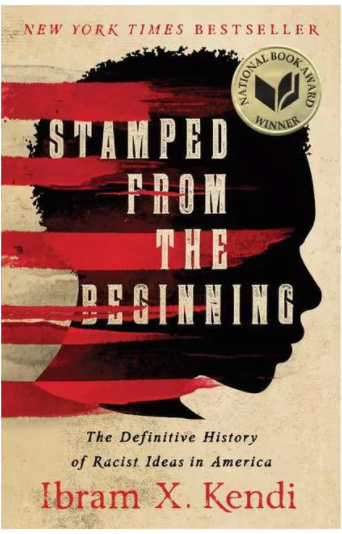 NEW YORK TIMES BESTSELLER
NATIONAL BOOK AWARD
WINNER
STAMPED
FROM
THE
BEGINNING
The Definitive History
of Racist Ideas in America
Ibram X. Kendi